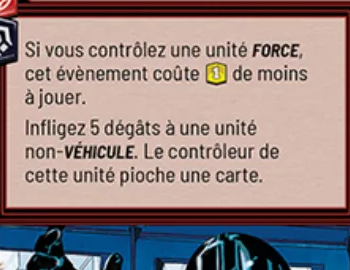 Si vous contrôlez une unité FORCE,
cet évènement coûte 1 de moins
à jouer.
Infligez 5 dégâts à une unité
non-VÉHICULE. Le contrôleur de
cette unité pioche une carte.